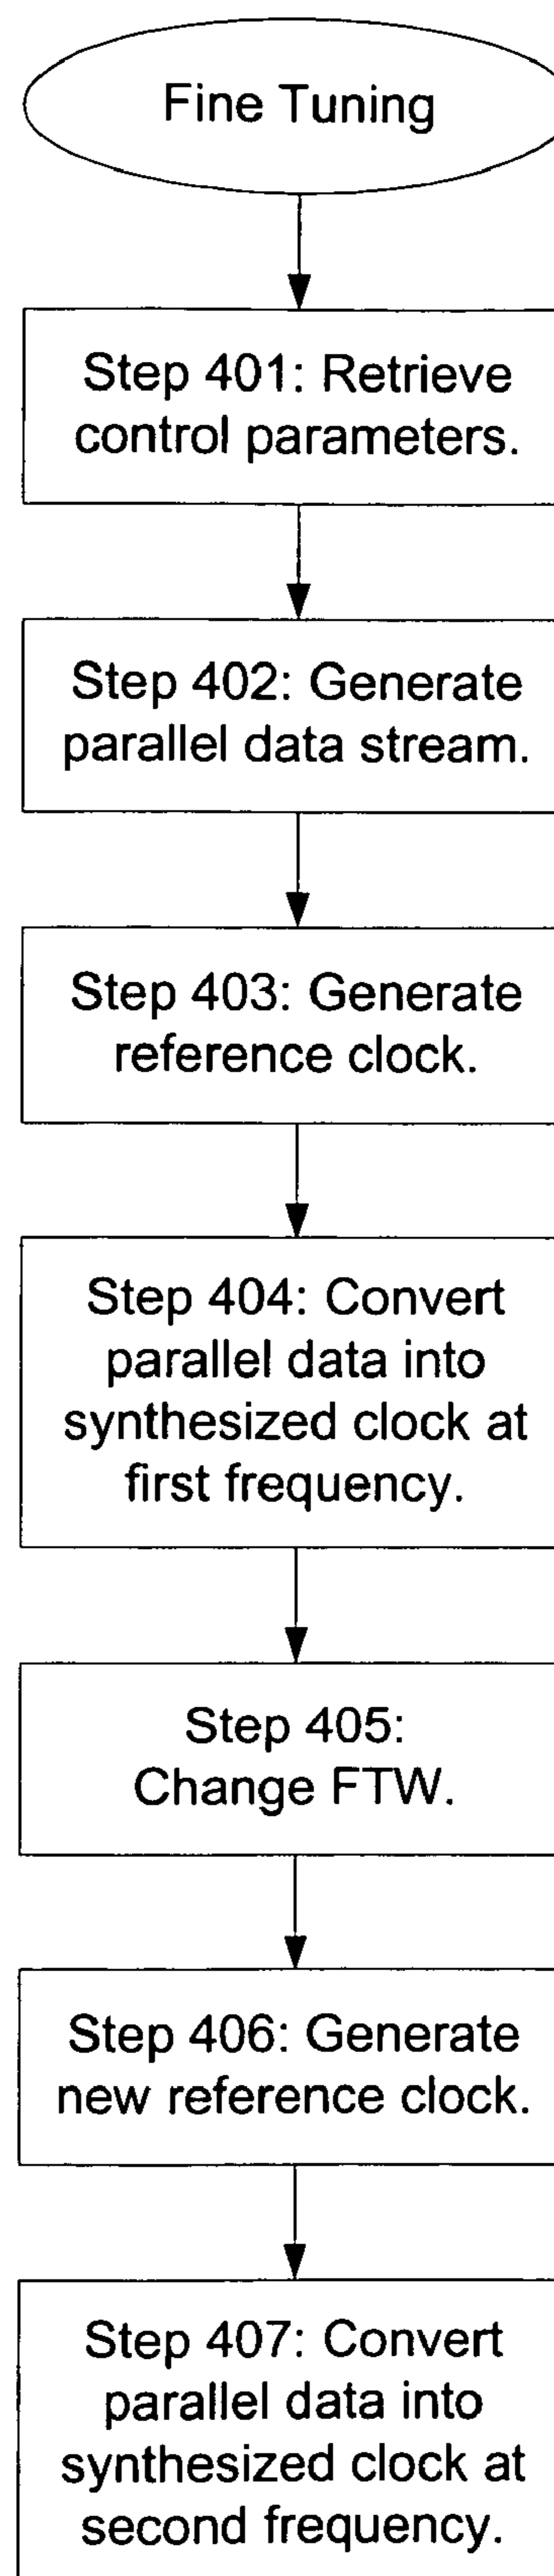 Fine Tuning
Step 401: Retrieve
control parameters.
Step 402: Generate
parallel data stream.
Step 403: Generate
reference clock.
Step 404: Convert
parallel data into
synthesized clock at
first frequency.
Step 405:
Change FTW.
Step 406: Generate
new reference clock.
Step 407: Convert
parallel data into
synthesized clock at
second frequency.